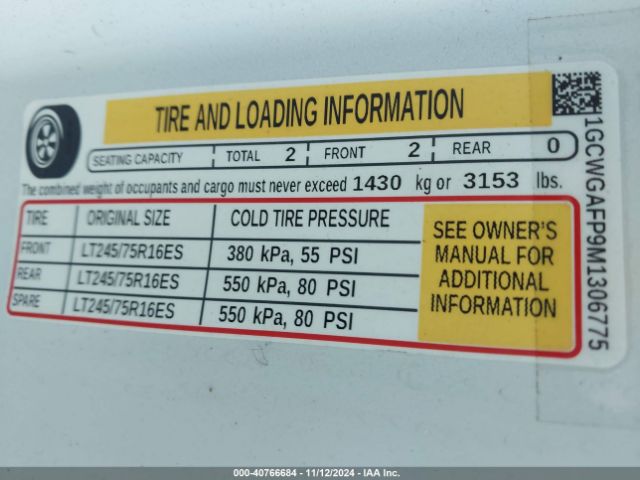 TIRE AND LOADING INFORMATION
SEATING CAPACITY TOTAL 2 FRONT 2 REAR 0
The combined weight of occupants and cargo must never exceed 1430 kg or 3153 lbs.
TIRE ORIGINAL SIZE COLD TIRE PRESSURE
FRONT LT245/75R16ES 380 kPa, 55 PSI
REAR LT245/75R16ES 550 kPa, 80 PSI
SPARE LT245/75R16ES 550 kPa, 80 PSI
SEE OWNER'S
MANUAL FOR
ADDITIONAL
INFORMATION
1GCWGAFP9M1306775
000-40766684 - 11/12/2024 - IAA Inc.